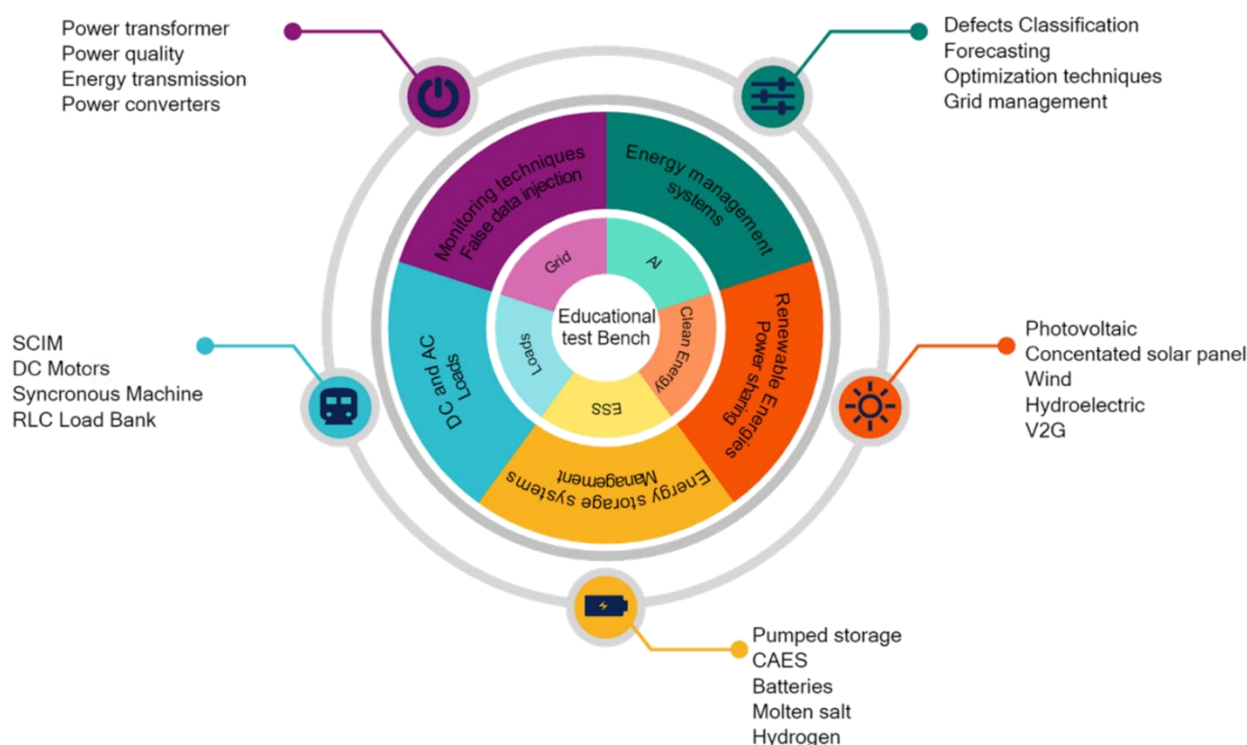 Power transformer
Power quality
Energy transmission
Power converters
Defects Classification
Forecasting
Optimization techniques
Grid management
Monitoring techniques
False data injection
Energy management
systems
Grid
AI
Educational
test Bench
Loads
Clean Energy
ESS
DC and AC
Loads
Renewable Energies
Power sharing
Energy storage systems
Management
SCIM
DC Motors
Syncronous Machine
RLC Load Bank
Photovoltaic
Concentated solar panel
Wind
Hydroelectric
V2G
Pumped storage
CAES
Batteries
Molten salt
Hydrogen